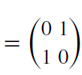 = (0 1
1 0)